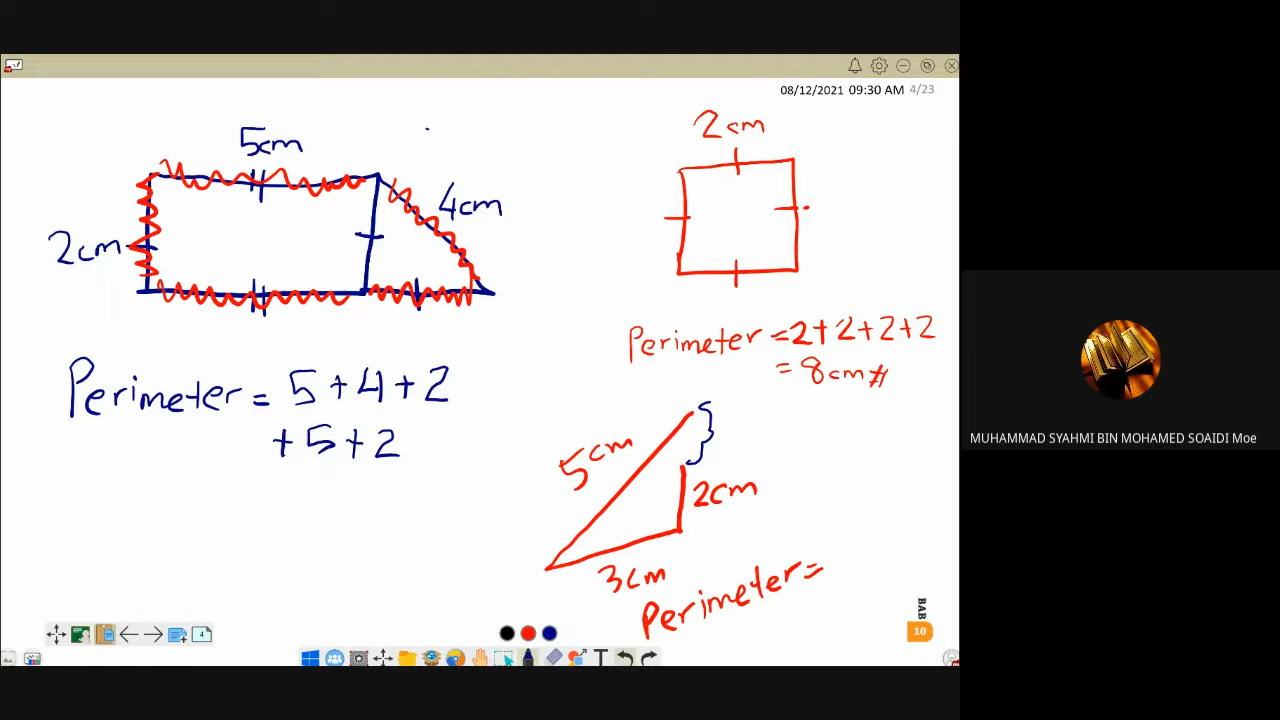 08/12/2021 09:30 AM 4/23
5cm
4cm
2cm
Perimeter = 5+4+2
+5+2
2cm
Perimeter = 2+2+2+2
= 8cm#
5cm
2cm
3cm
Perimeter =
BAB
10
4
T
MUHAMMAD SYAHMI BIN MOHAMED SOAIDI Moe